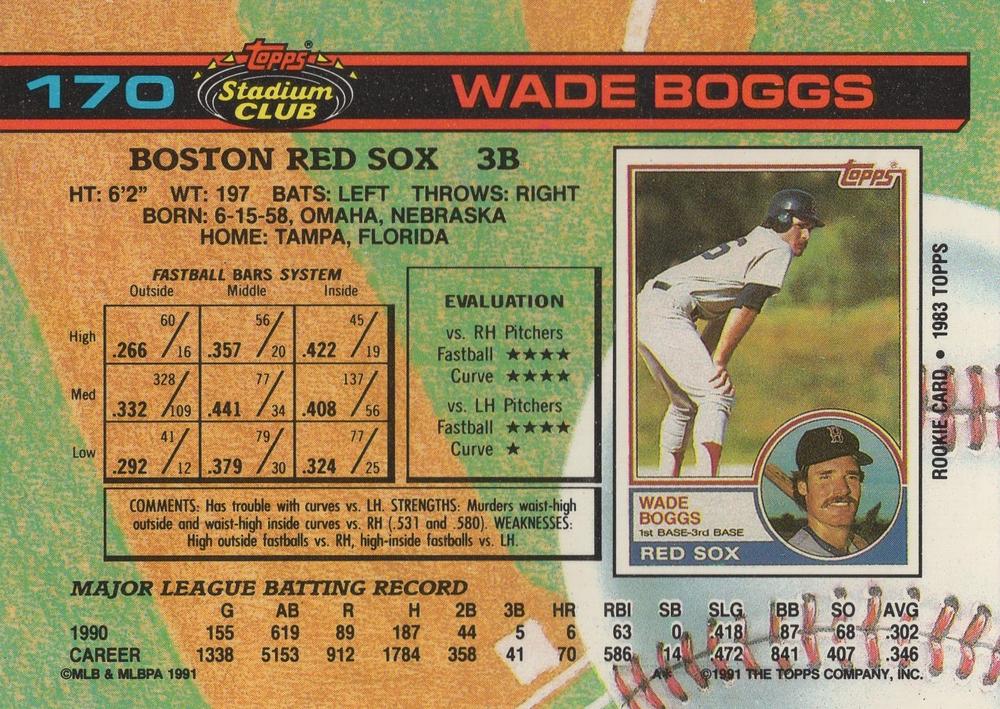 170 Topps® Stadium CLUB WADE BOGGS
BOSTON RED SOX 3B
HT: 6'2" WT: 197 BATS: LEFT THROWS: RIGHT
BORN: 6-15-58, OMAHA, NEBRASKA
HOME: TAMPA, FLORIDA
FASTBALL BARS SYSTEM
Outside Middle Inside
High .266 60/16 .357 56/20 .422 45/19
Med .332 328/109 .441 77/34 .408 137/56
Low .292 41/12 .379 79/30 .324 77/25
EVALUATION
vs. RH Pitchers
Fastball ★★★★
Curve ★★★★
vs. LH Pitchers
Fastball ★★★★
Curve ★
COMMENTS: Has trouble with curves vs. LH. STRENGTHS: Murders waist-high
outside and waist-high inside curves vs. RH (.531 and .580). WEAKNESSES:
High outside fastballs vs. RH, high-inside fastballs vs. LH.
Topps
6
B
WADE
BOGGS
1st BASE-3rd BASE
RED SOX
ROOKIE CARD • 1983 TOPPS
MAJOR LEAGUE BATTING RECORD
G AB R H 2B 3B HR RBI SB SLG BB SO AVG
1990 155 619 89 187 44 5 6 63 0 .418 87 68 .302
CAREER 1338 5153 912 1784 358 41 70 586 14 .472 841 407 .346
©MLB & MLBPA 1991 A* ©1991 THE TOPPS COMPANY, INC.